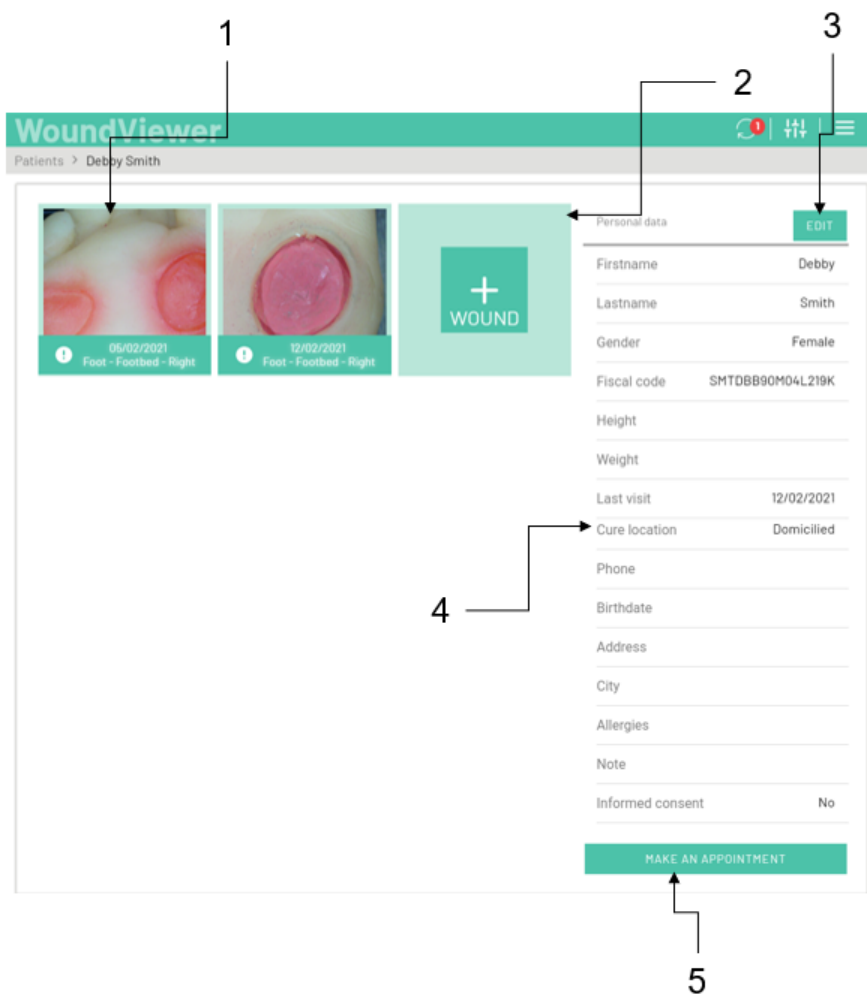 1
3
2
WoundViewer
1
Patients > Debby Smith
Personal data
EDIT
Firstname Debby
Lastname Smith
Gender Female
Fiscal code SMTDBB90M04L219K
Height
Weight
Last visit 12/02/2021
Cure location Domicilied
Phone
Birthdate
Address
City
Allergies
Note
Informed consent No
MAKE AN APPOINTMENT
+
WOUND
! 05/02/2021
Foot - Footbed - Right
! 12/02/2021
Foot - Footbed - Right
4
5